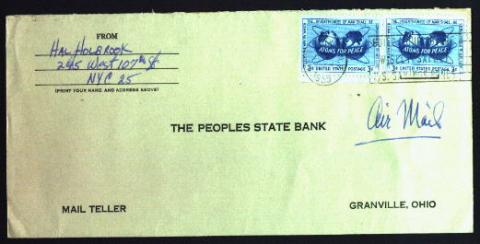 FROM
Hal Holbrook
245 West 107th St
NYC 25
(PRINT YOUR NAME AND ADDRESS ABOVE)
ATOMS FOR PEACE
UNITED STATES POSTAGE
ATOMS FOR PEACE
UNITED STATES POSTAGE
THE PEOPLES STATE BANK
Air Mail
MAIL TELLER
GRANVILLE, OHIO